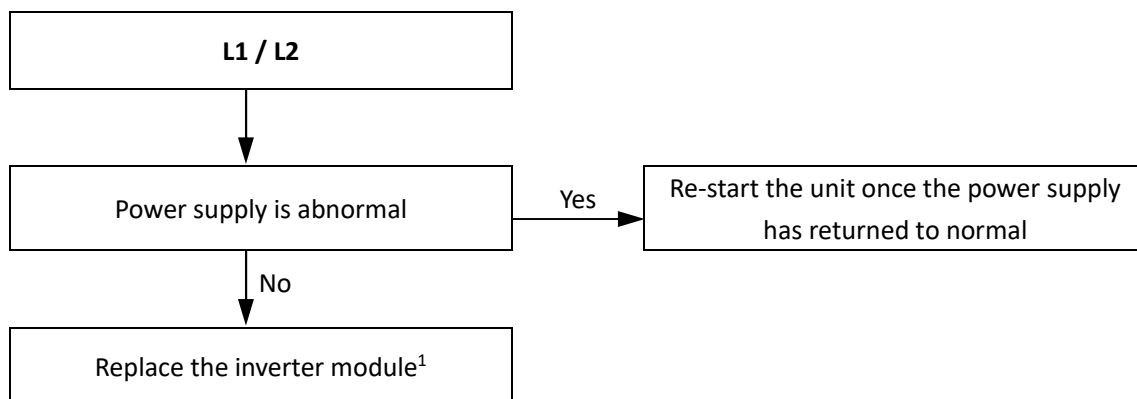 L1 / L2
Power supply is abnormal
Yes
Re-start the unit once the power supply
has returned to normal
No
Replace the inverter module¹